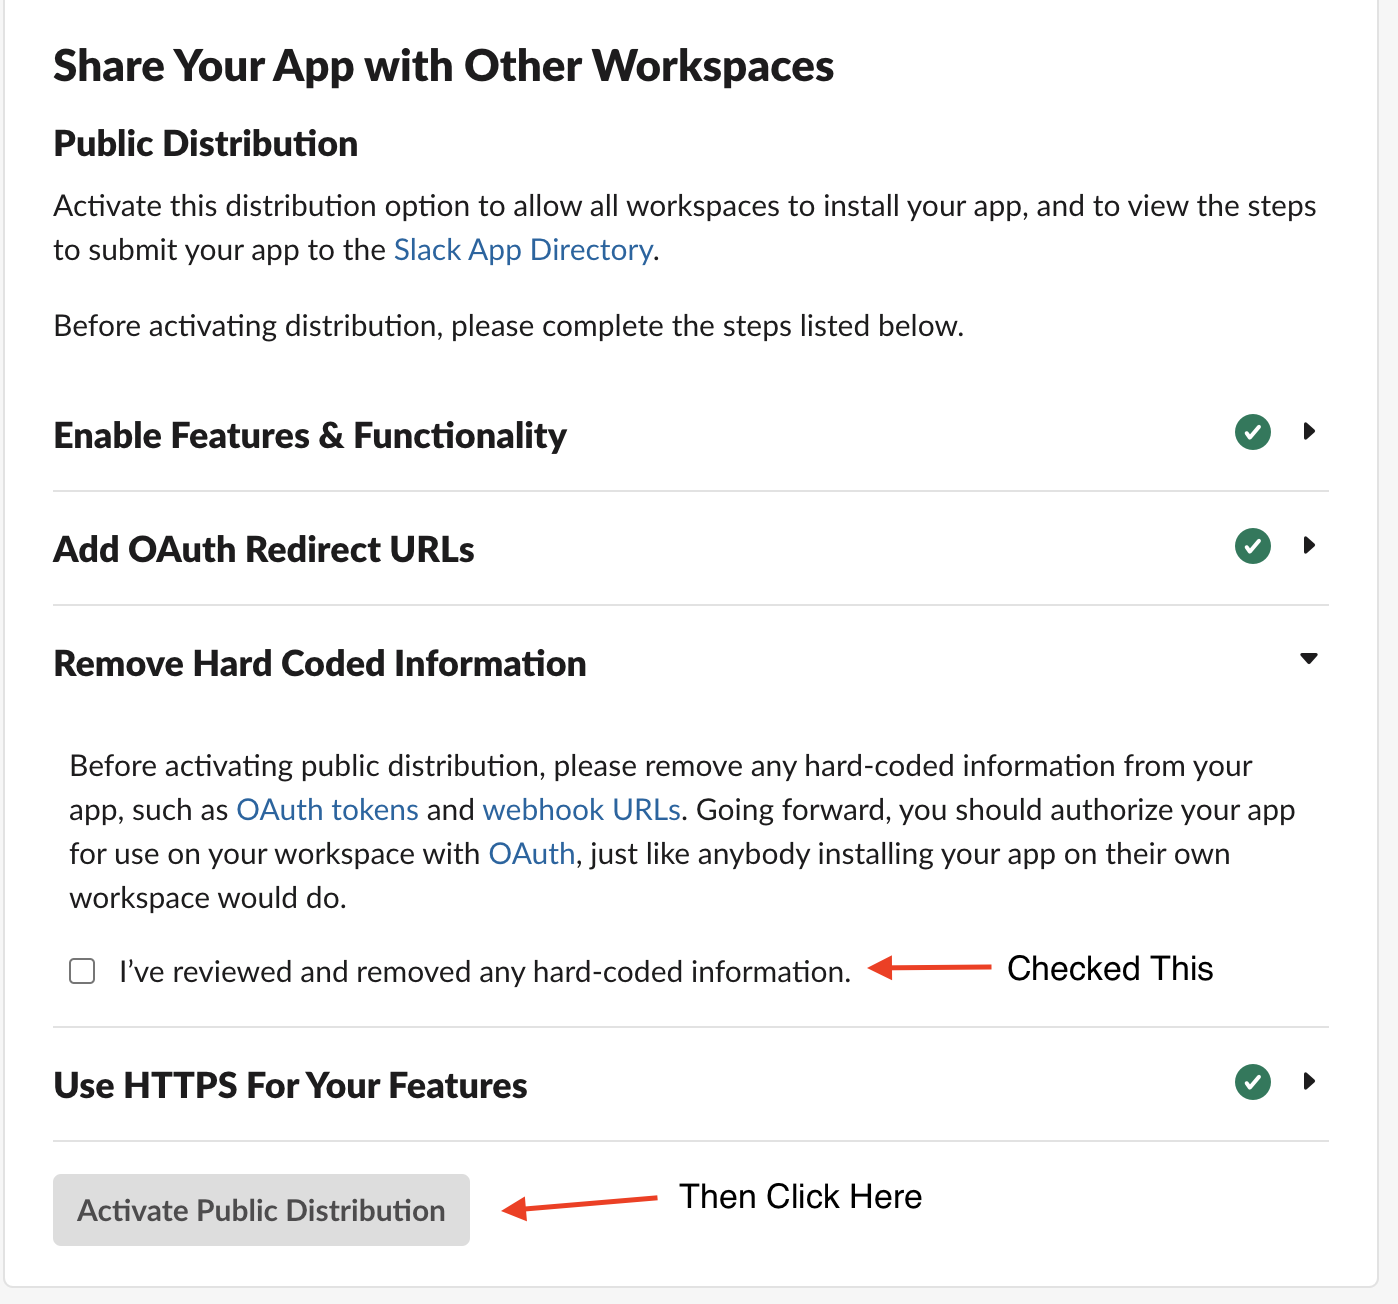 Share Your App with Other Workspaces
Public Distribution
Activate this distribution option to allow all workspaces to install your app, and to view the steps
to submit your app to the Slack App Directory.
Before activating distribution, please complete the steps listed below.
Enable Features & Functionality
Add OAuth Redirect URLs
Remove Hard Coded Information
Before activating public distribution, please remove any hard-coded information from your
app, such as OAuth tokens and webhook URLs. Going forward, you should authorize your app
for use on your workspace with OAuth, just like anybody installing your app on their own
workspace would do.
I’ve reviewed and removed any hard-coded information. Checked This
Use HTTPS For Your Features
Activate Public Distribution Then Click Here